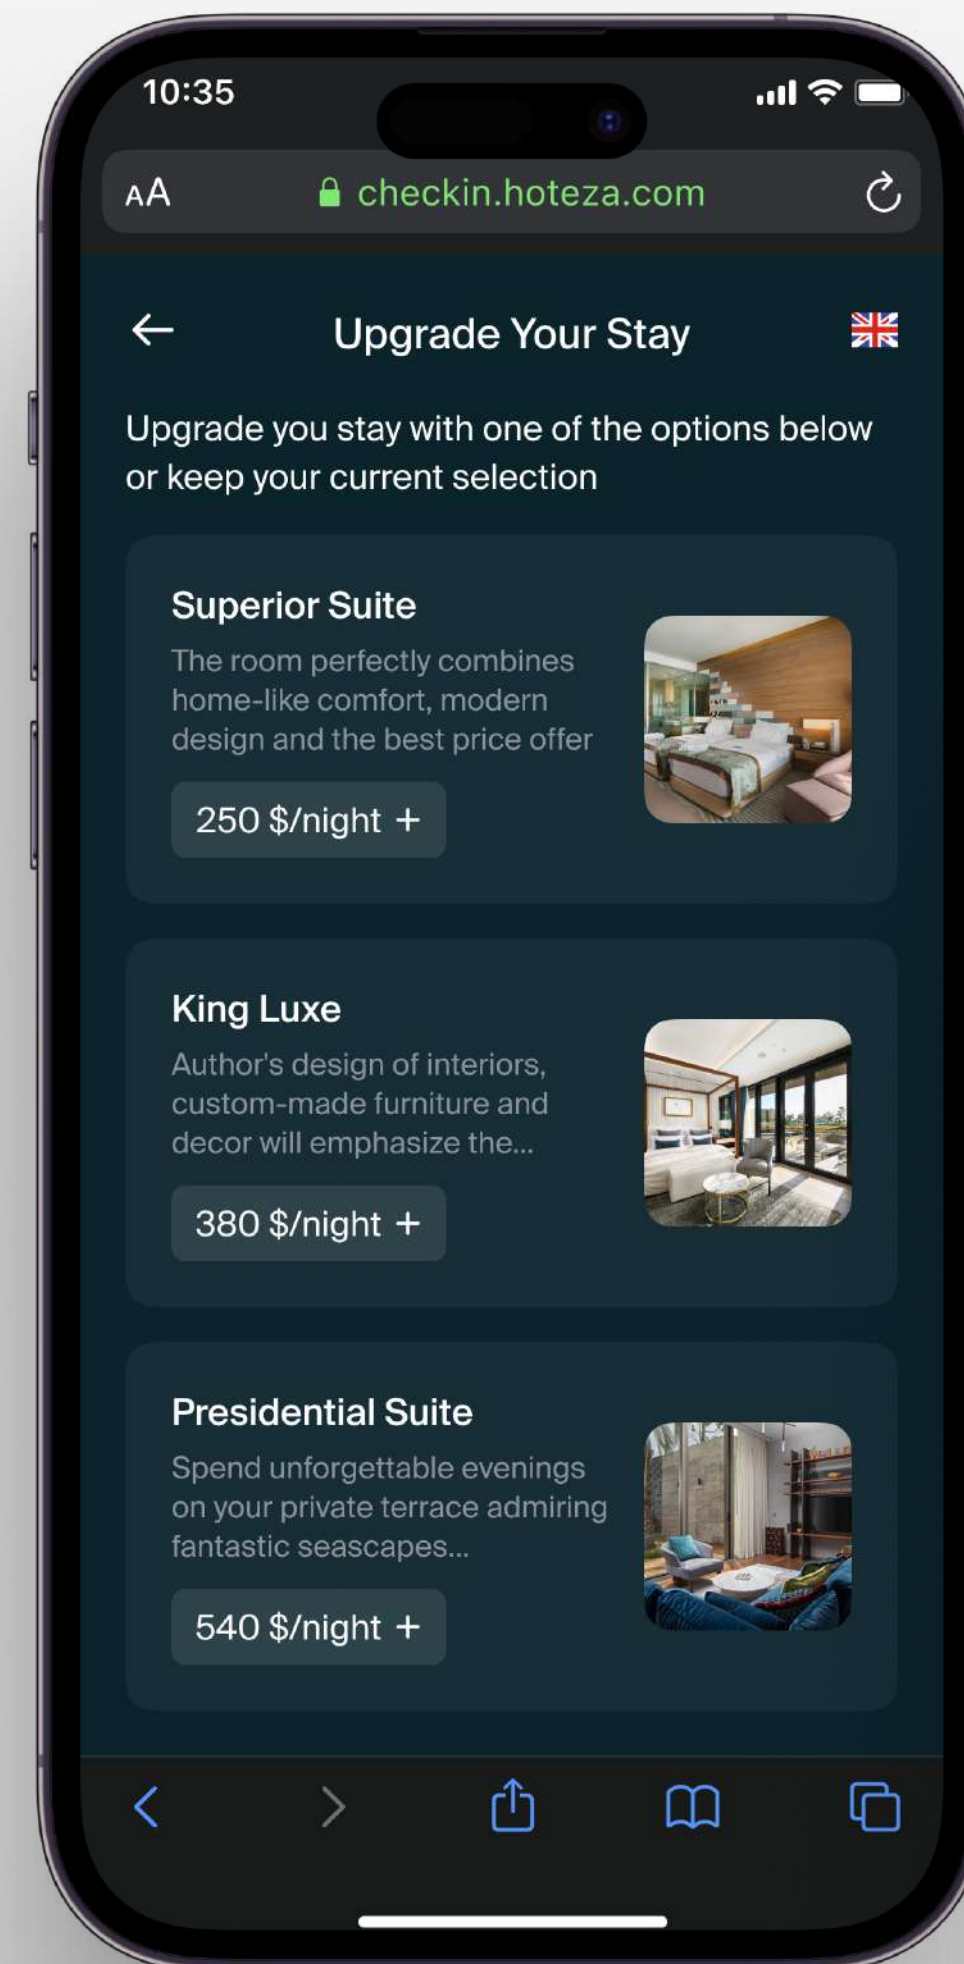 10:35
AA
checkin.hoteza.com
Upgrade Your Stay
Upgrade you stay with one of the options below
or keep your current selection
Superior Suite
The room perfectly combines
home-like comfort, modern
design and the best price offer
250 $/night +
King Luxe
Author's design of interiors,
custom-made furniture and
decor will emphasize the...
380 $/night +
Presidential Suite
Spend unforgettable evenings
on your private terrace admiring
fantastic seascapes...
540 $/night +